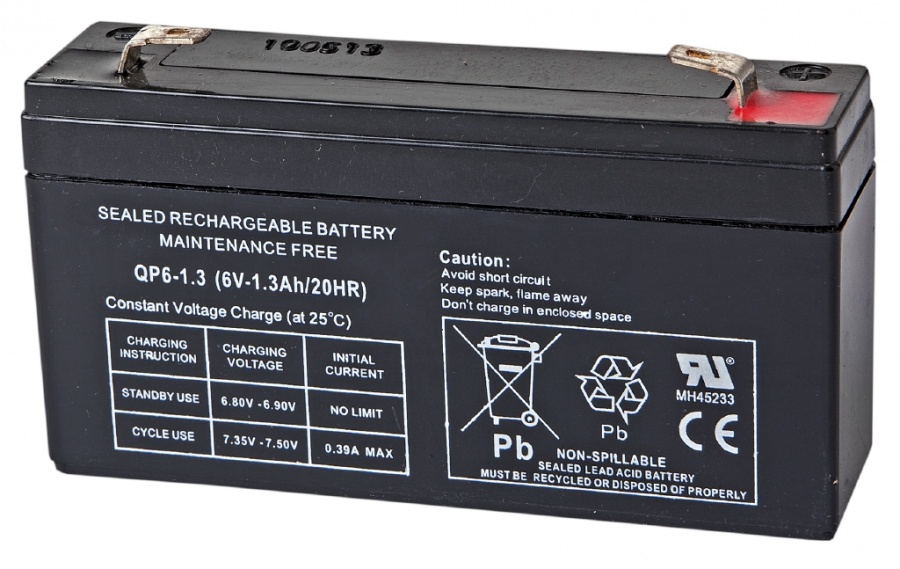 100513
SEALED RECHARGEABLE BATTERY
MAINTENANCE FREE
QP6-1.3 (6V-1.3Ah/20HR)
Constant Voltage Charge (at 25°C)
CHARGING INSTRUCTION CHARGING VOLTAGE INITIAL CURRENT
STANDBY USE 6.80V -6.90V NO LIMIT
CYCLE USE 7.35V -7.50V 0.39A MAX
Caution:
Avoid short circuit
Keep spark, flame away
Don't charge in enclosed space
Pb
Pb
MH45233
CE
NON-SPILLABLE
SEALED LEAD ACID BATTERY
MUST BE RECYCLED OR DISPOSED OF PROPERLY